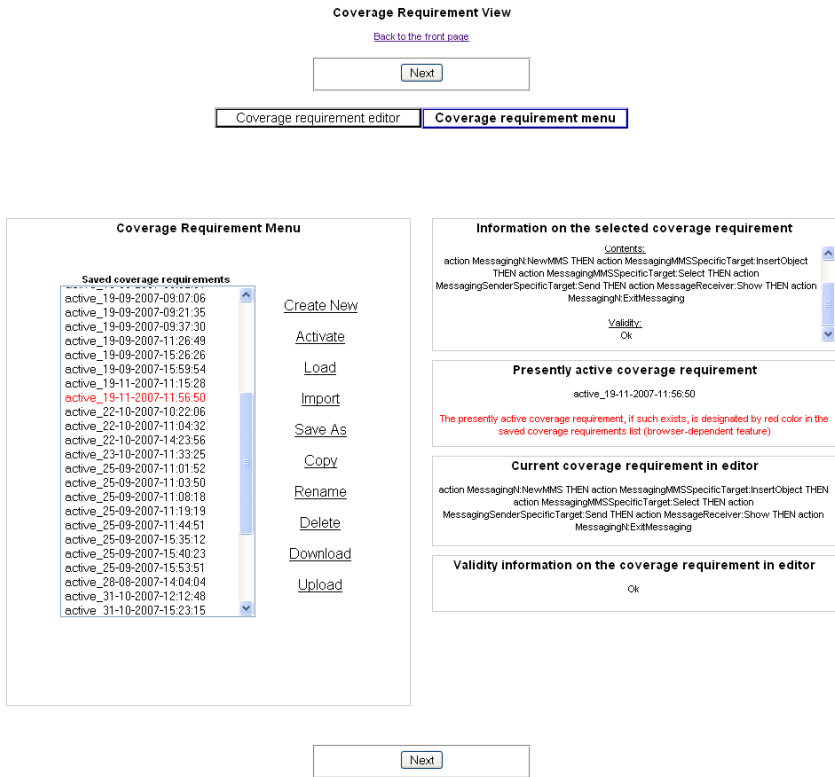 Coverage Requirement View
Back to the front page
Next
Coverage requirement editor
Coverage requirement menu
Coverage Requirement Menu
Saved coverage requirements
active_19-09-2007-09:07:06
active_19-09-2007-09:21:35
active_19-09-2007-09:37:30
active_19-09-2007-11:26:49
active_19-09-2007-15:26:26
active_19-09-2007-15:59:54
active_19-11-2007-11:15:28
active_19-11-2007-11:56:50
active_22-10-2007-10:22:06
active_22-10-2007-11:04:32
active_22-10-2007-14:23:56
active_23-10-2007-11:33:25
active_25-09-2007-11:01:52
active_25-09-2007-11:03:50
active_25-09-2007-11:08:18
active_25-09-2007-11:19:19
active_25-09-2007-11:44:51
active_25-09-2007-15:35:12
active_25-09-2007-15:40:23
active_25-09-2007-15:53:51
active_28-08-2007-14:04:04
active_31-10-2007-12:12:48
active_31-10-2007-15:23:15
Create New
Activate
Load
Import
Save As
Copy
Rename
Delete
Download
Upload
Information on the selected coverage requirement
Contents:
action MessagingN:NewMMS THEN action MessagingMMSSpecificTarget:InsertObject
THEN action MessagingMMSSpecificTarget:Select THEN action
MessagingSenderSpecificTarget:Send THEN action MessageReceiver:Show THEN action
MessagingN:ExitMessaging
Validity:
Ok
Presently active coverage requirement
active_19-11-2007-11:56:50
The presently active coverage requirement, if such exists, is designated by red color in the
saved coverage requirements list (browser-dependent feature)
Current coverage requirement in editor
action MessagingN:NewMMS THEN action MessagingMMSSpecificTarget:InsertObject THEN
action MessagingMMSSpecificTarget:Select THEN action
MessagingSenderSpecificTarget:Send THEN action MessageReceiver:Show THEN action
MessagingN:ExitMessaging
Validity information on the coverage requirement in editor
Ok
Next